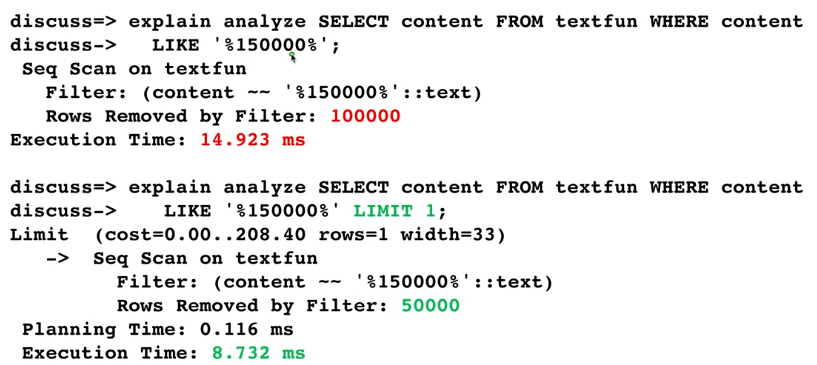 discuss=> explain analyze SELECT content FROM textfun WHERE content
discuss->   LIKE '%150000%';
 Seq Scan on textfun
   Filter: (content ~~ '%150000%'::text)
   Rows Removed by Filter: 100000
Execution Time: 14.923 ms
discuss=> explain analyze SELECT content FROM textfun WHERE content
discuss->    LIKE '%150000%' LIMIT 1;
Limit  (cost=0.00..208.40 rows=1 width=33)
   ->  Seq Scan on textfun
         Filter: (content ~~ '%150000%'::text)
         Rows Removed by Filter: 50000
 Planning Time: 0.116 ms
 Execution Time: 8.732 ms